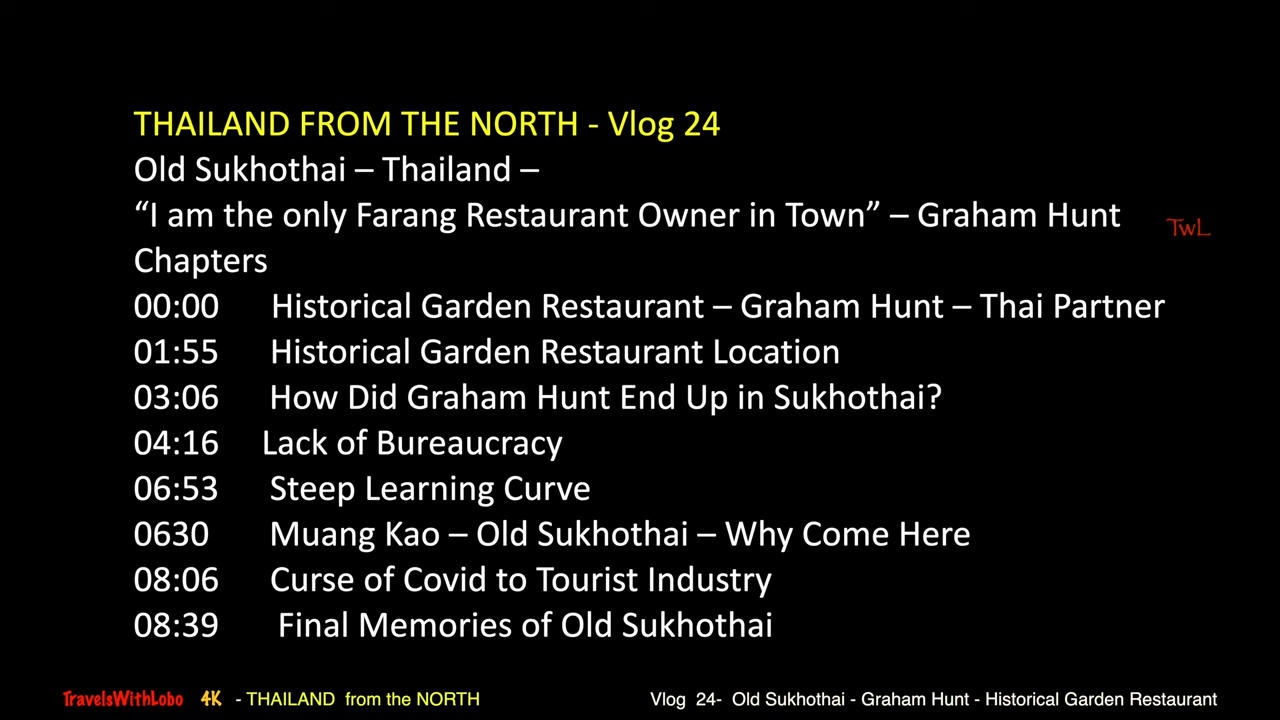 THAILAND FROM THE NORTH - Vlog 24
Old Sukhothai – Thailand –
“I am the only Farang Restaurant Owner in Town” – Graham Hunt
TwL
Chapters
00:00 Historical Garden Restaurant – Graham Hunt – Thai Partner
01:55 Historical Garden Restaurant Location
03:06 How Did Graham Hunt End Up in Sukhothai?
04:16 Lack of Bureaucracy
06:53 Steep Learning Curve
0630 Muang Kao – Old Sukhothai – Why Come Here
08:06 Curse of Covid to Tourist Industry
08:39 Final Memories of Old Sukhothai
TravelsWithLobo 4K - THAILAND from the NORTH
Vlog 24- Old Sukhothai - Graham Hunt - Historical Garden Restaurant